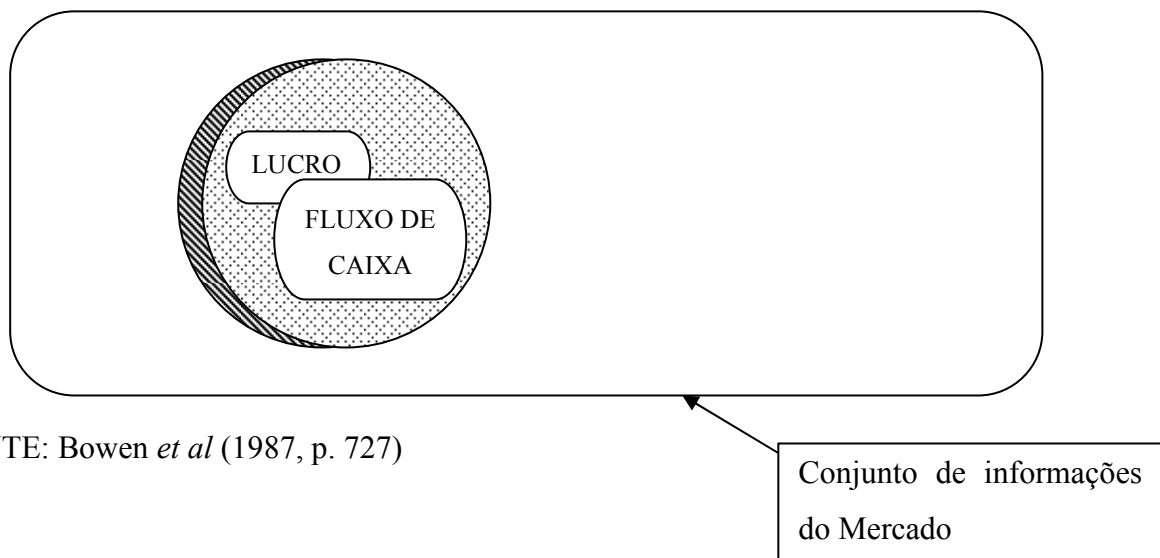 LUCRO
FLUXO DE
CAIXA
TE: Bowen et al (1987, p. 727)
Conjunto de informações
do Mercado